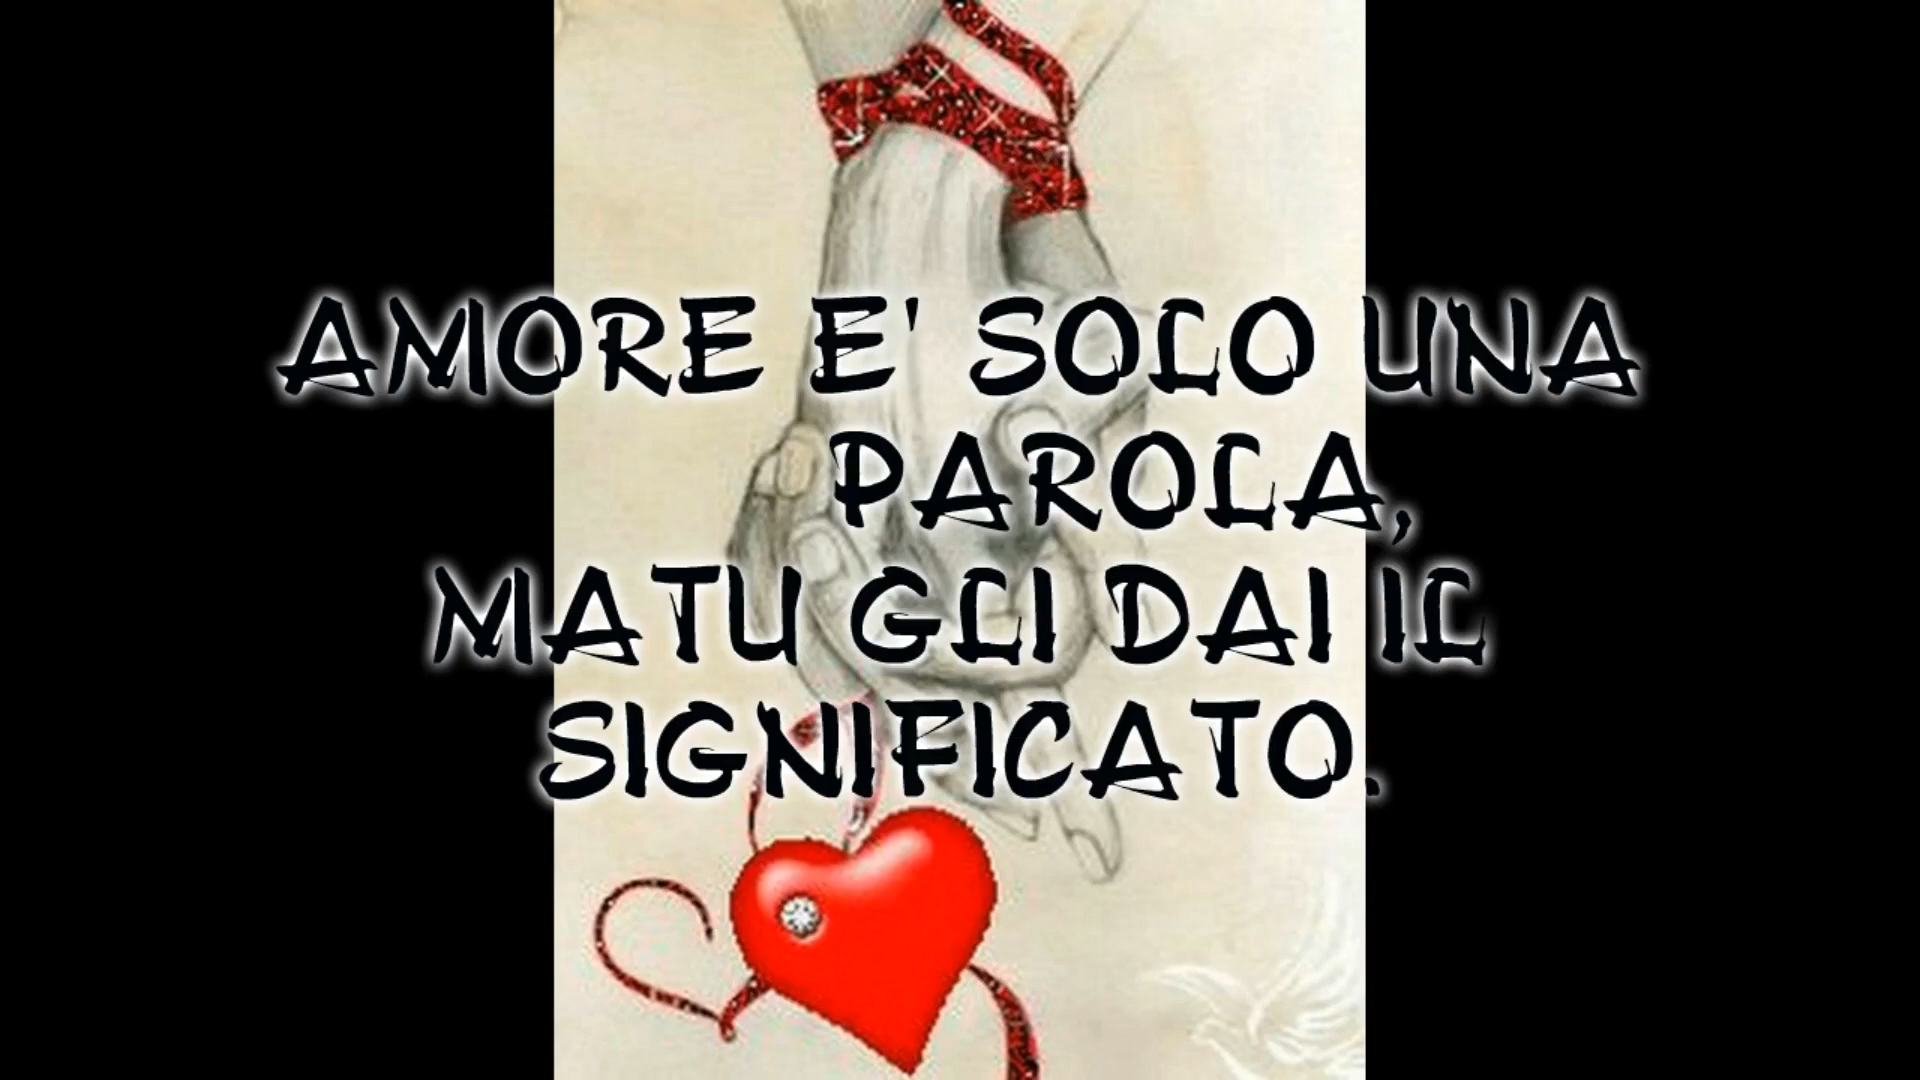 AMORE E' SOLO UNA
PAROLA,
MATU GLI DAI IL
SIGNIFICATO.